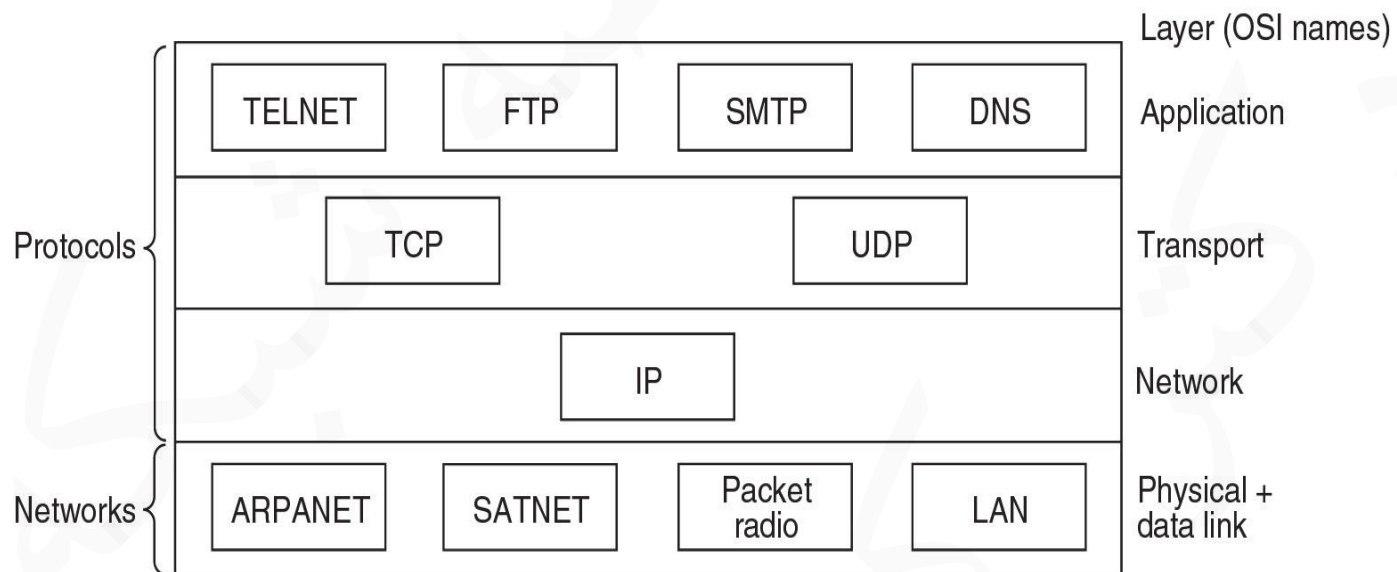 Layer (OSI names)
TELNET FTP SMTP DNS Application
Protocols TCP UDP Transport
IP Network
Networks ARPANET SATNET Packet radio LAN Physical + data link